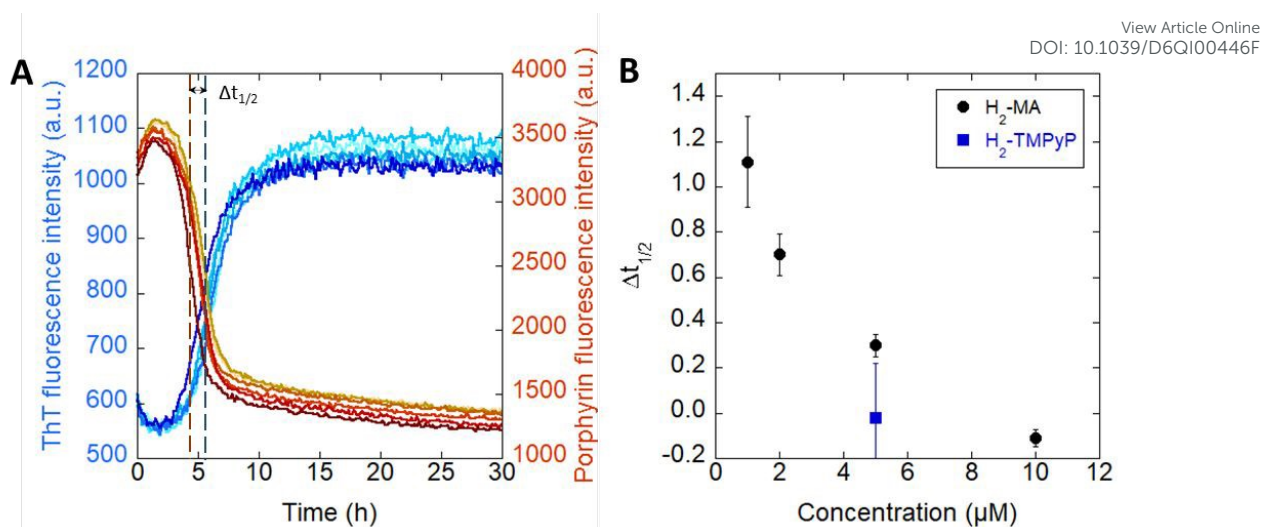 View Article Online
DOI: 10.1039/D6QI00446F
A
Δt1/2
ThT fluorescence intensity (a.u.)
1200
1100
1000
900
800
700
600
500
Porphyrin fluorescence intensity (a.u.)
4000
3500
3000
2500
2000
1500
1000
0 5 10 15 20 25 30
Time (h)
B
H2-MA
H2-TMPyP
Δt1/2
1.4
1.2
1.0
0.8
0.6
0.4
0.2
0.0
-0.2
0 2 4 6 8 10 12
Concentration (µM)